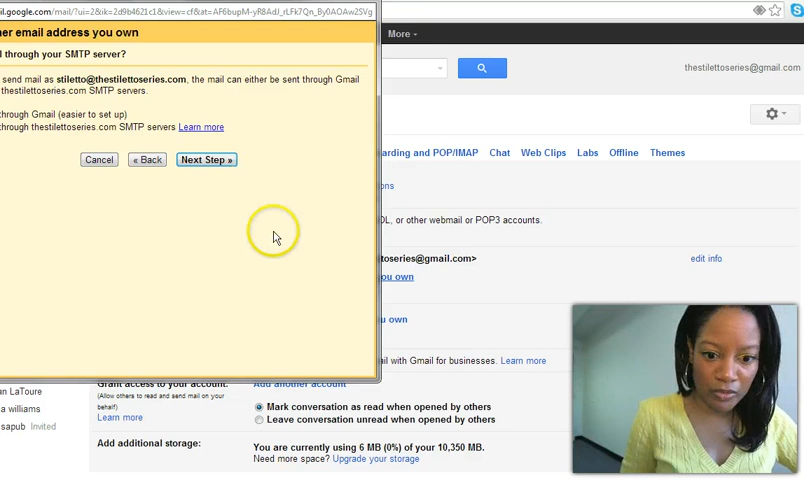 il.google.com/mail/?ui=2&ik=2d9b4621c1&view=cf&at=AF6bupM-yR8AdJ_rLFk7Qn_By0AOAw2SVg
her email address you own
More
l through your SMTP server?
send mail as stiletto@thestilettoseries.com, the mail can either be sent through Gmail
thestilettoseries.com SMTP servers.
thestilettoseries@gmail.com
through Gmail (easier to set up)
through thestilettoseries.com SMTP servers Learn more
Cancel « Back Next Step »
arding and POP/IMAP Chat Web Clips Labs Offline Themes
ons
OL, or other webmail or POP3 accounts.
toseries@gmail.com> edit info
ou own
u own
ail with Gmail for businesses. Learn more
Grant access to your account: Add another account
(Allow others to read and send mail on your
behalf)
Learn more
Mark conversation as read when opened by others
Leave conversation unread when opened by others
an LaToure
a williams
sapub Invited
Add additional storage: You are currently using 6 MB (0%) of your 10,350 MB.
Need more space? Upgrade your storage